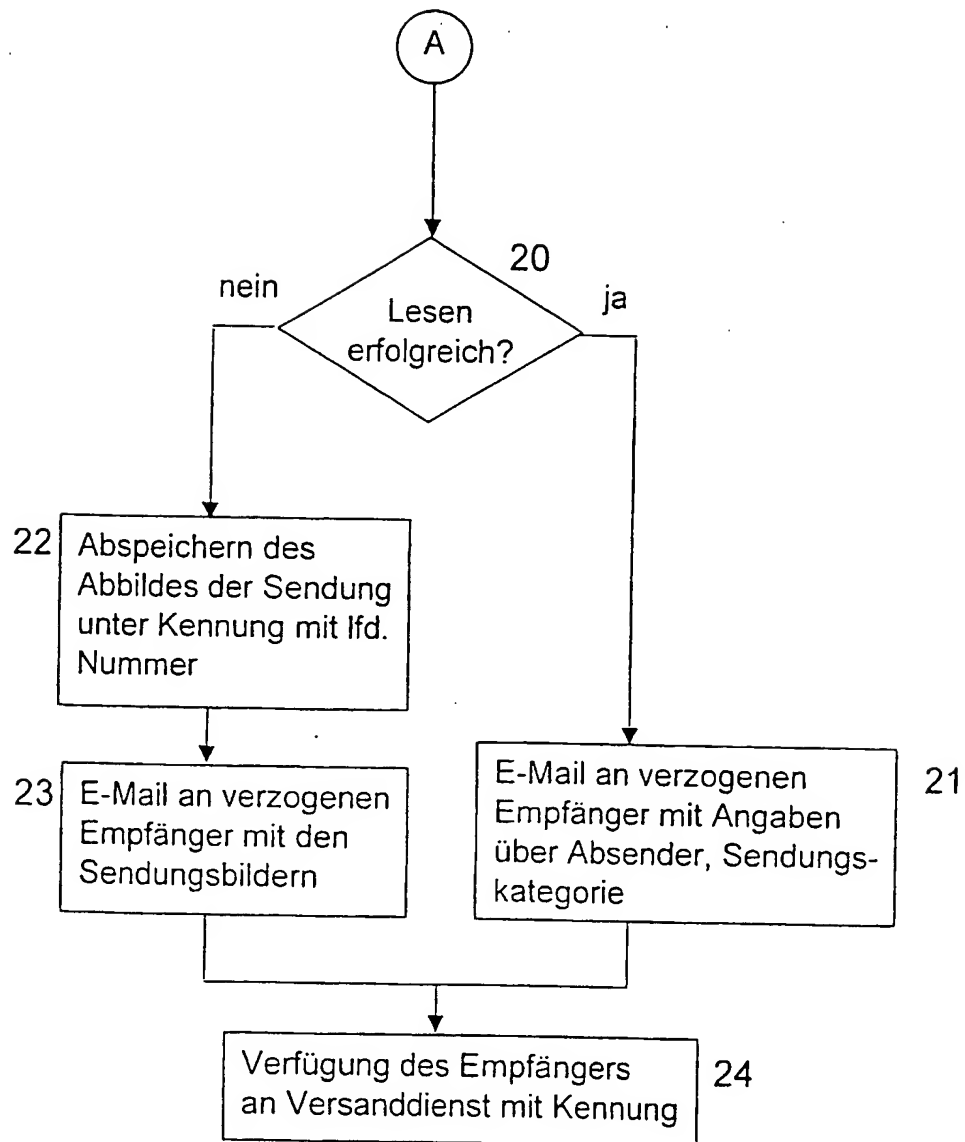 A
20
nein
ja
Lesen
erfolgreich?
22
Abspeichern des
Abbildes der Sendung
unter Kennung mit lfd.
Nummer
23
E-Mail an verzogenen
Empfänger mit den
Sendungsbildern
21
E-Mail an verzogenen
Empfänger mit Angaben
über Absender, Sendungs-
kategorie
Verfügung des Empfängers
an Versanddienst mit Kennung
24